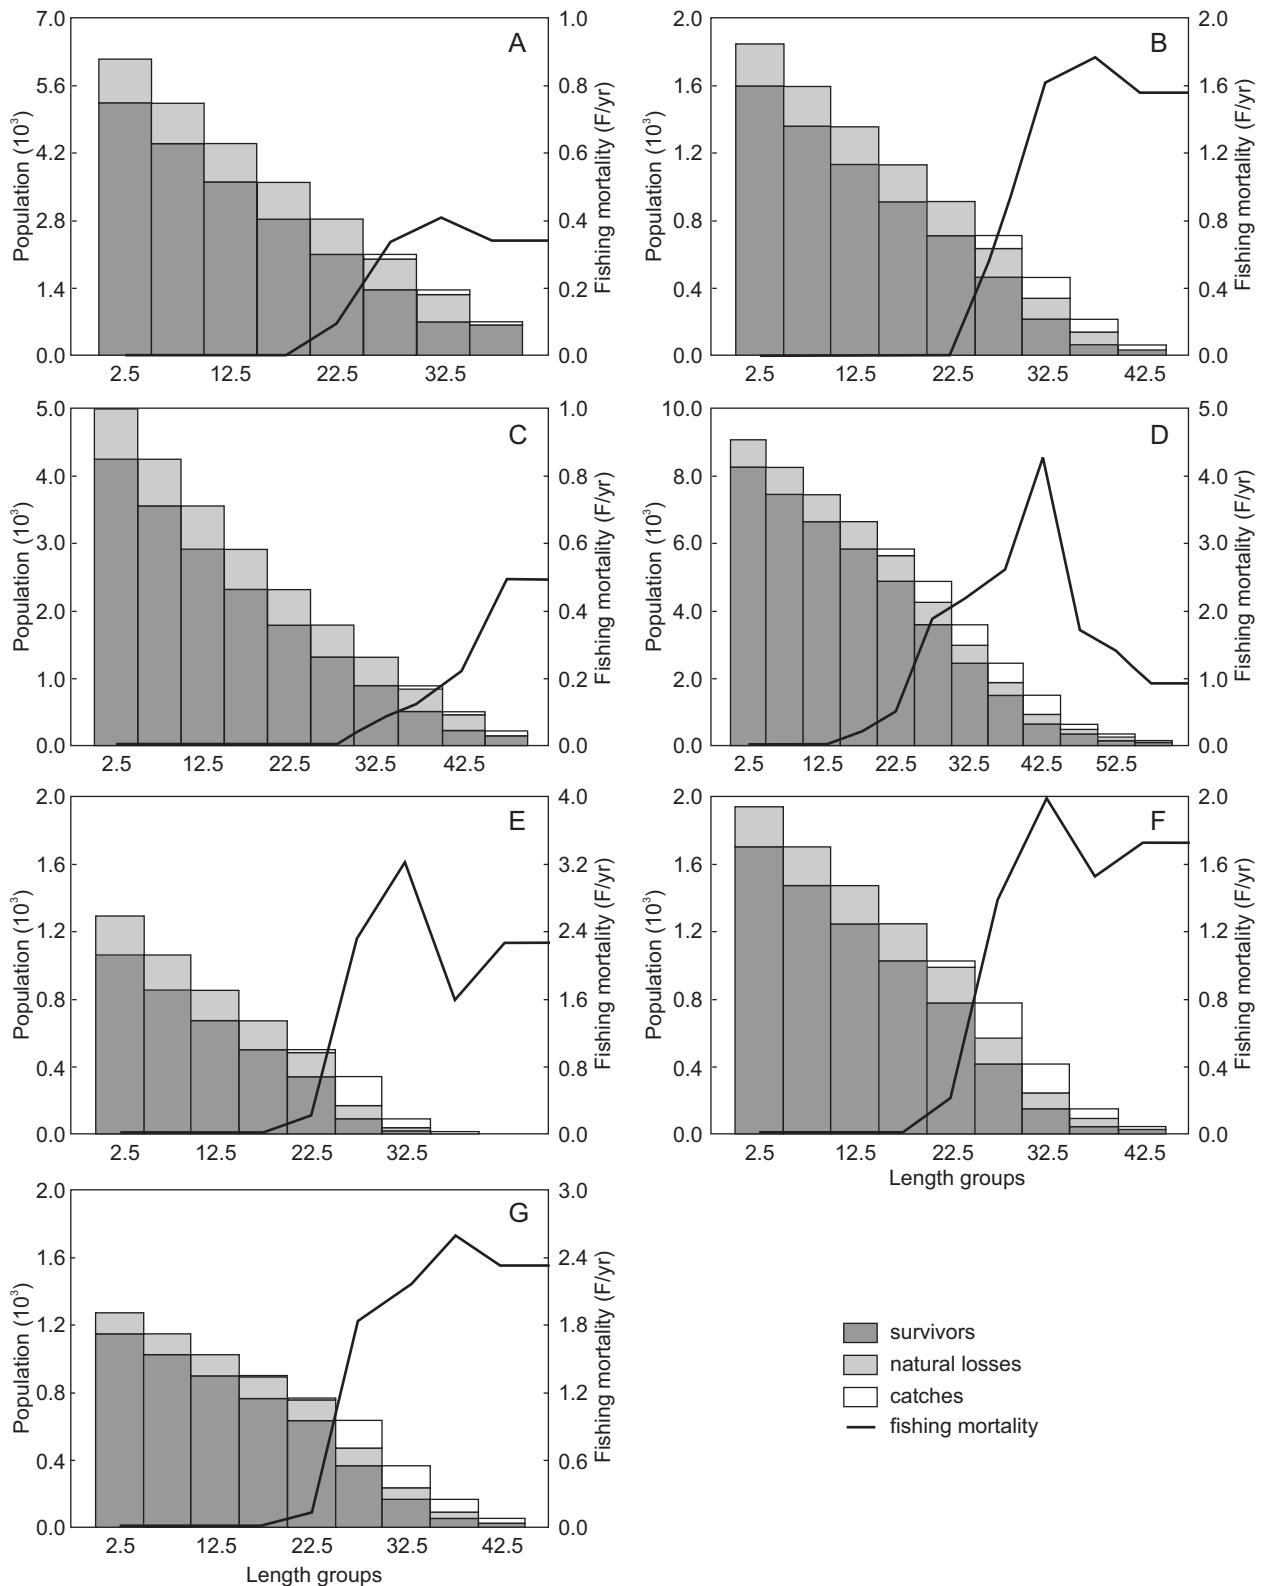 A
Population (10³)
7.0
5.6
4.2
2.8
1.4
0.0
1.0
0.8
0.6
0.4
0.2
0.0
Fishing mortality (F/yr)
2.5 12.5 22.5 32.5
B
Population (10³)
2.0
1.6
1.2
0.8
0.4
0.0
2.0
1.6
1.2
0.8
0.4
0.0
Fishing mortality (F/yr)
2.5 12.5 22.5 32.5 42.5
C
Population (10³)
5.0
4.0
3.0
2.0
1.0
0.0
1.0
0.8
0.6
0.4
0.2
0.0
Fishing mortality (F/yr)
2.5 12.5 22.5 32.5 42.5
D
Population (10³)
10.0
8.0
6.0
4.0
2.0
0.0
5.0
4.0
3.0
2.0
1.0
0.0
Fishing mortality (F/yr)
2.5 12.5 22.5 32.5 42.5 52.5
E
Population (10³)
2.0
1.6
1.2
0.8
0.4
0.0
4.0
3.2
2.4
1.6
0.8
0.0
Fishing mortality (F/yr)
2.5 12.5 22.5 32.5
F
Population (10³)
2.0
1.6
1.2
0.8
0.4
0.0
2.0
1.6
1.2
0.8
0.4
0.0
Fishing mortality (F/yr)
2.5 12.5 22.5 32.5 42.5
Length groups
G
Population (10³)
2.0
1.6
1.2
0.8
0.4
0.0
3.0
2.4
1.8
1.2
0.6
0.0
Fishing mortality (F/yr)
2.5 12.5 22.5 32.5 42.5
Length groups
survivors
natural losses
catches
fishing mortality